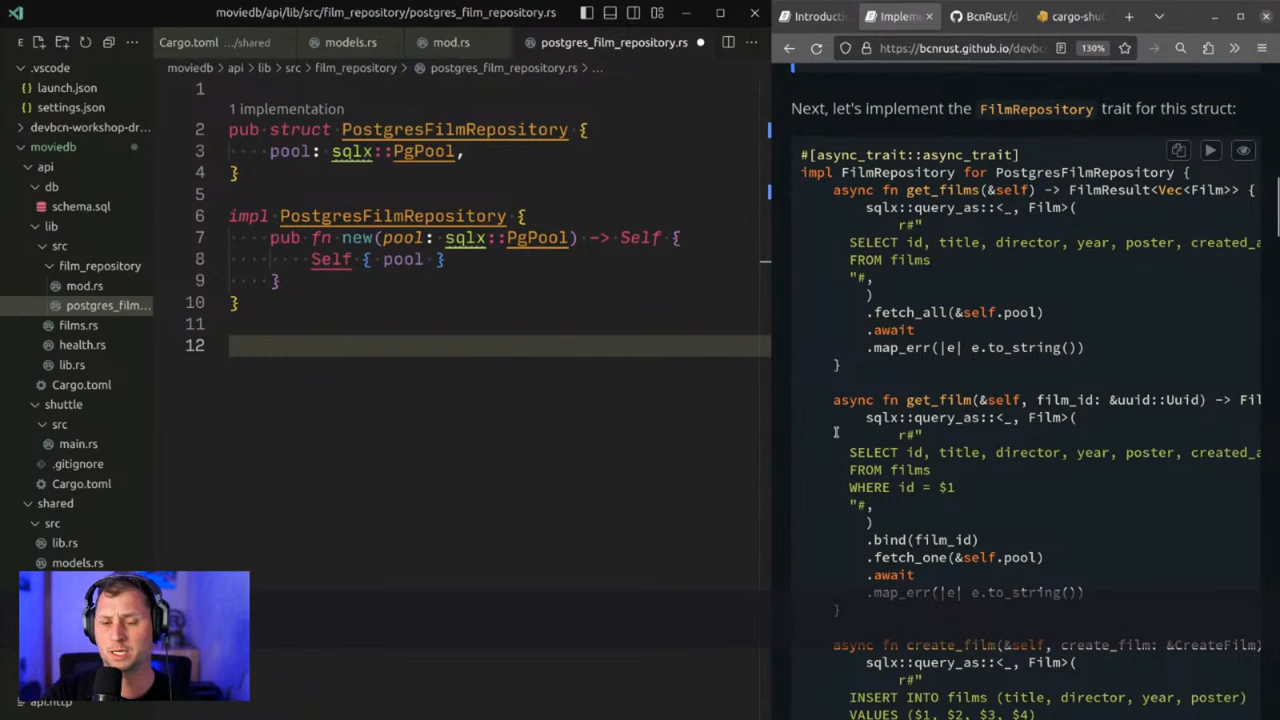 moviedb/api/lib/src/film_repository/postgres_film_repository.rs
E
Cargo.toml .../shared
models.rs
mod.rs
postgres_film_repository.rs
moviedb > api > lib > src > film_repository > postgres_film_repository.rs > ...
.vscode
launch.json
settings.json
devbcn-workshop-dr...
moviedb
api
db
schema.sql
lib
src
film_repository
mod.rs
postgres_film...
films.rs
health.rs
lib.rs
Cargo.toml
shuttle
src
main.rs
.gitignore
Cargo.toml
shared
src
lib.rs
models.rs
api.http
1
1 implementation
2 pub struct PostgresFilmRepository {
3 pool: sqlx::PgPool,
4 }
5
6 impl PostgresFilmRepository {
7 pub fn new(pool: sqlx::PgPool) -> Self {
8 Self { pool }
9 }
10 }
11
12
Introductio
Implemen
BcnRust/d
cargo-shut
https://bcnrust.github.io/devbc
130%
Next, let's implement the FilmRepository trait for this struct:
#[async_trait::async_trait]
impl FilmRepository for PostgresFilmRepository {
async fn get_films(&self) -> FilmResult<Vec<Film>> {
sqlx::query_as::<_, Film>(
r#"
SELECT id, title, director, year, poster, created_a
FROM films
"#,
)
.fetch_all(&self.pool)
.await
.map_err(|e| e.to_string())
}
async fn get_film(&self, film_id: &uuid::Uuid) -> Fil
sqlx::query_as::<_, Film>(
r#"
SELECT id, title, director, year, poster, created_a
FROM films
WHERE id = $1
"#,
)
.bind(film_id)
.fetch_one(&self.pool)
.await
.map_err(|e| e.to_string())
}
async fn create_film(&self, create_film: &CreateFilm)
sqlx::query_as::<_, Film>(
r#"
INSERT INTO films (title, director, year, poster)
VALUES ($1, $2, $3, $4)